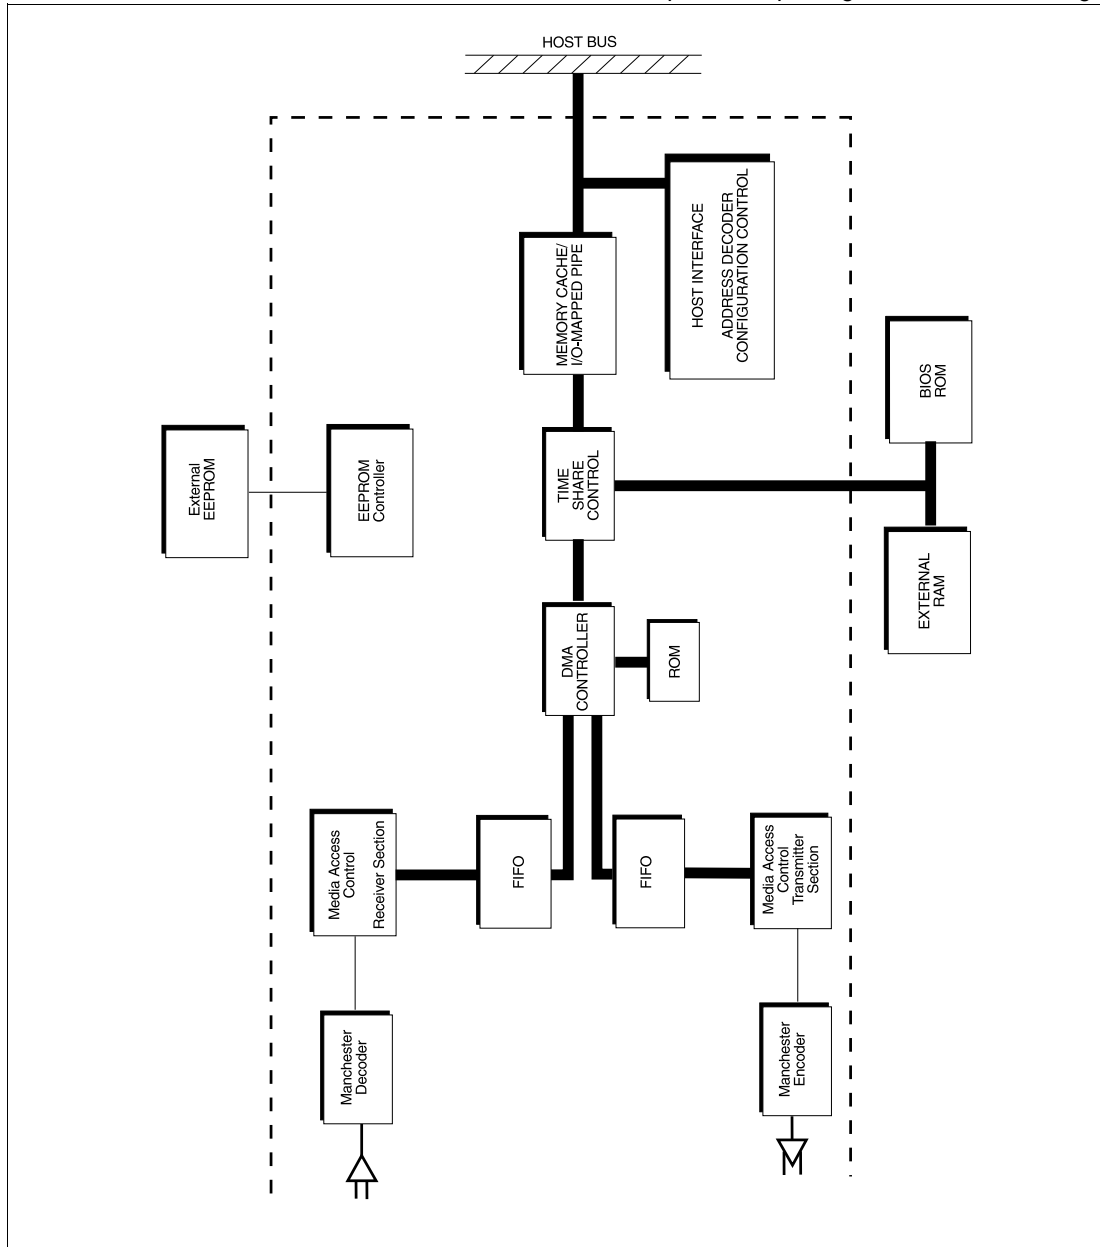 HOST BUS
HOST INTERFACE
ADDRESS DECODER
CONFIGURATION CONTROL
MEMORY CACHE/
I/O-MAPPED PIPE
BIOS
ROM
External
EEPROM
EEPROM
Controller
TIME
SHARE
CONTROL
EXTERNAL
RAM
DMA
CONTROLLER
ROM
Media Access
Control
Receiver Section
FIFO
FIFO
Media Access
Control
Transmitter
Section
Manchester
Decoder
Manchester
Encoder